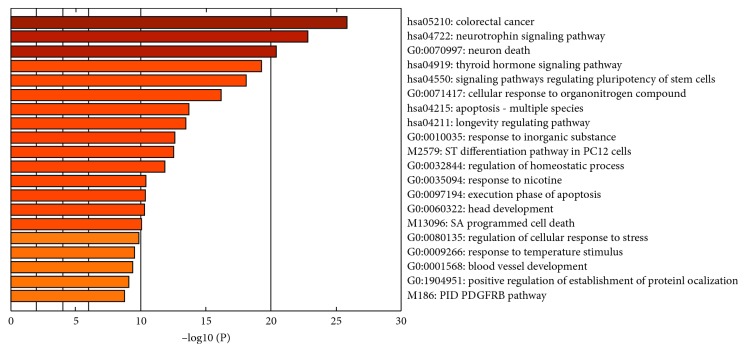 hsa05210: colorectal cancer
hsa04722: neurotrophin signaling pathway
G0:0070997: neuron death
hsa04919: thyroid hormone signaling pathway
hsa04550: signaling pathways regulating pluripotency of stem cells
G0:0071417: cellular response to organonitrogen compound
hsa04215: apoptosis - multiple species
hsa04211: longevity regulating pathway
G0:0010035: response to inorganic substance
M2579: ST differentiation pathway in PC12 cells
G0:0032844: regulation of homeostatic process
G0:0035094: response to nicotine
G0:0097194: execution phase of apoptosis
G0:0060322: head development
M13096: SA programmed cell death
G0:0080135: regulation of cellular response to stress
G0:0009266: response to temperature stimulus
G0:0001568: blood vessel development
G0:1904951: positive regulation of establishment of proteinl ocalization
M186: PID PDGFRB pathway
0 2 4 6 10 15 20 25 30
–log10 (P)